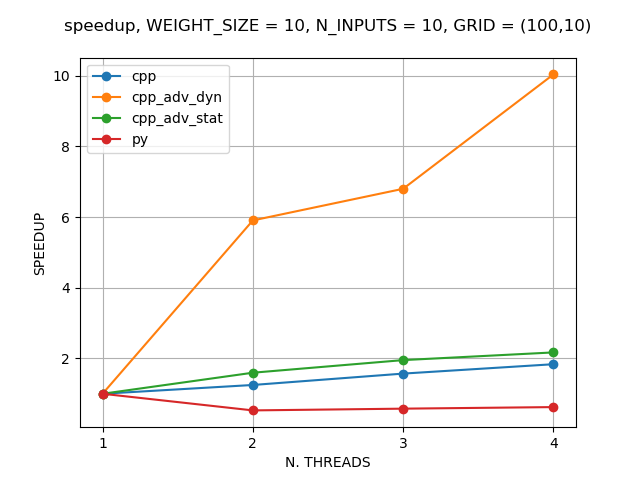 speedup, WEIGHT_SIZE = 10, N_INPUTS = 10, GRID = (100,10)
10
8
6
4
2
SPEEDUP
cpp
cpp_adv_dyn
cpp_adv_stat
py
1 2 3 4
N. THREADS